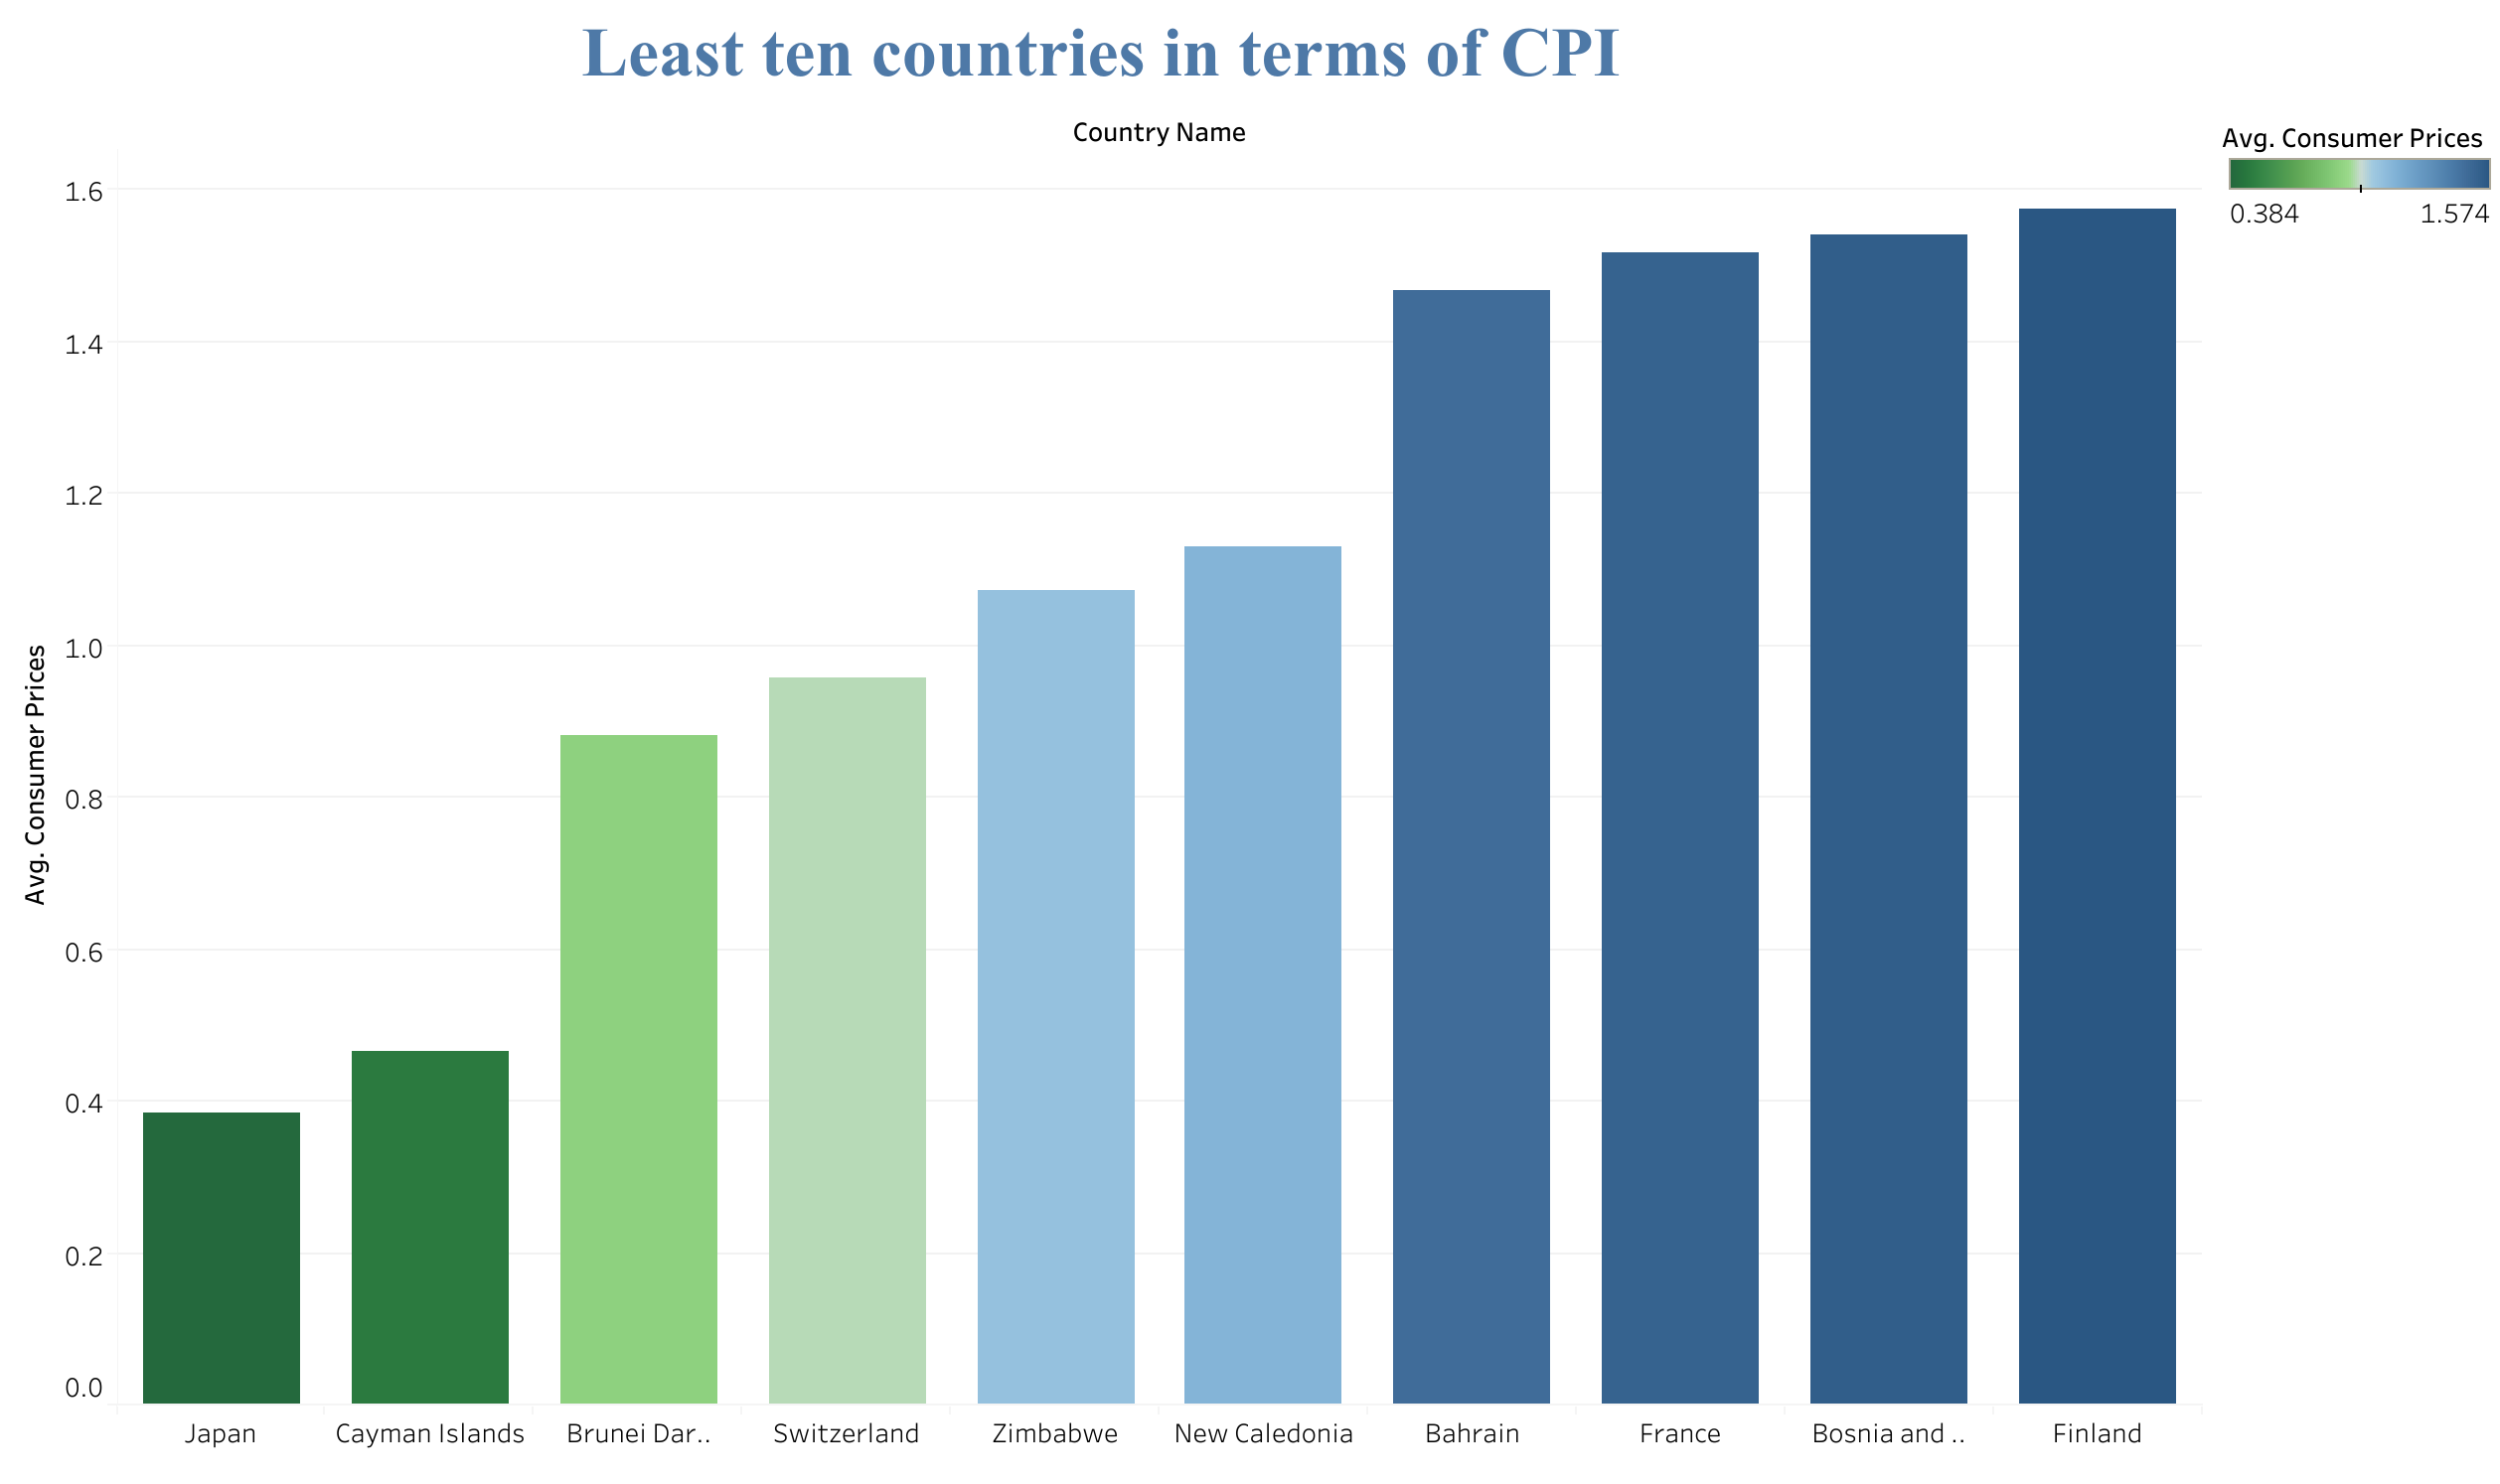 Least ten countries in terms of CPI
Country Name
Avg. Consumer Prices
0.384 1.574
Avg. Consumer Prices
1.6
1.4
1.2
1.0
0.8
0.6
0.4
0.2
0.0
Japan Cayman Islands Brunei Dar.. Switzerland Zimbabwe New Caledonia Bahrain France Bosnia and .. Finland